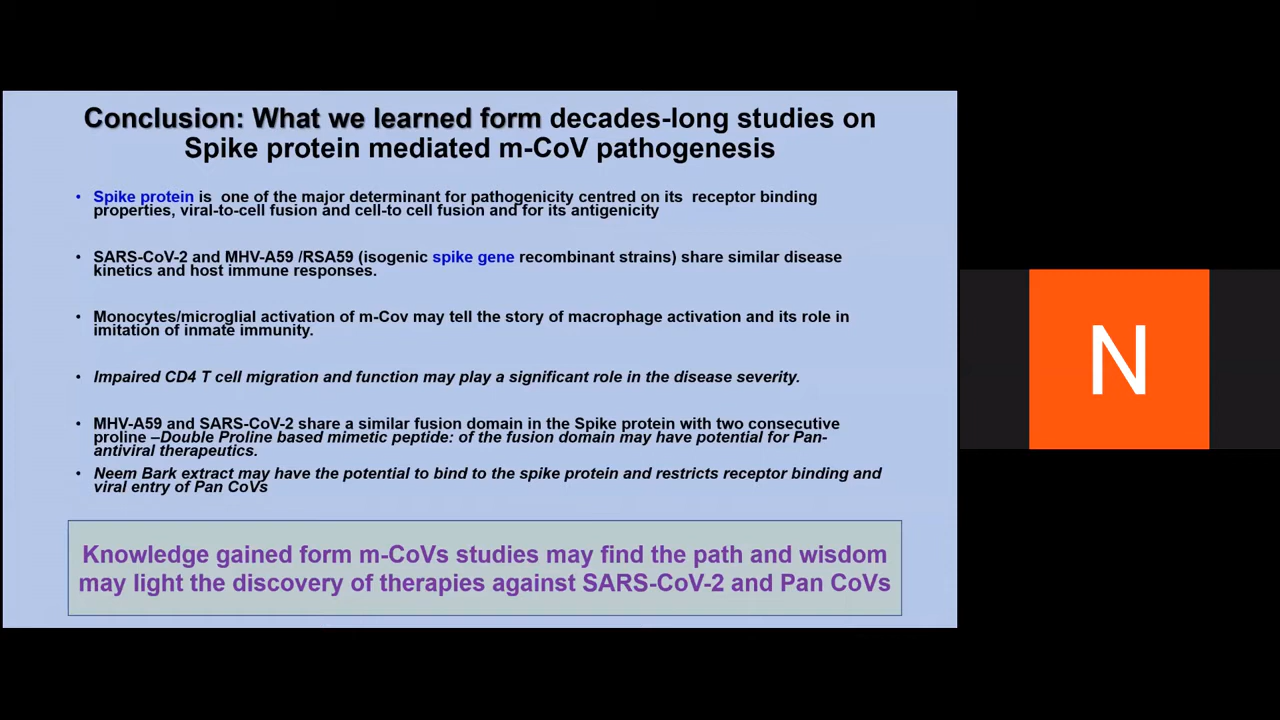 Conclusion: What we learned form decades-long studies on
Spike protein mediated m-CoV pathogenesis
• Spike protein is one of the major determinant for pathogenicity centred on its receptor binding
properties, viral-to-cell fusion and cell-to cell fusion and for its antigenicity
• SARS-CoV-2 and MHV-A59 /RSA59 (isogenic spike gene recombinant strains) share similar disease
kinetics and host immune responses.
• Monocytes/microglial activation of m-Cov may tell the story of macrophage activation and its role in
imitation of inmate immunity.
• Impaired CD4 T cell migration and function may play a significant role in the disease severity.
• MHV-A59 and SARS-CoV-2 share a similar fusion domain in the Spike protein with two consecutive
proline –Double Proline based mimetic peptide: of the fusion domain may have potential for Pan-
antiviral therapeutics.
• Neem Bark extract may have the potential to bind to the spike protein and restricts receptor binding and
viral entry of Pan CoVs
Knowledge gained form m-CoVs studies may find the path and wisdom
may light the discovery of therapies against SARS-CoV-2 and Pan CoVs
N